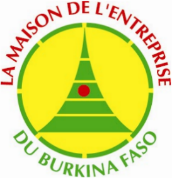 LA MAISON DE L'ENTREPRISE
DU BURKINA FASO